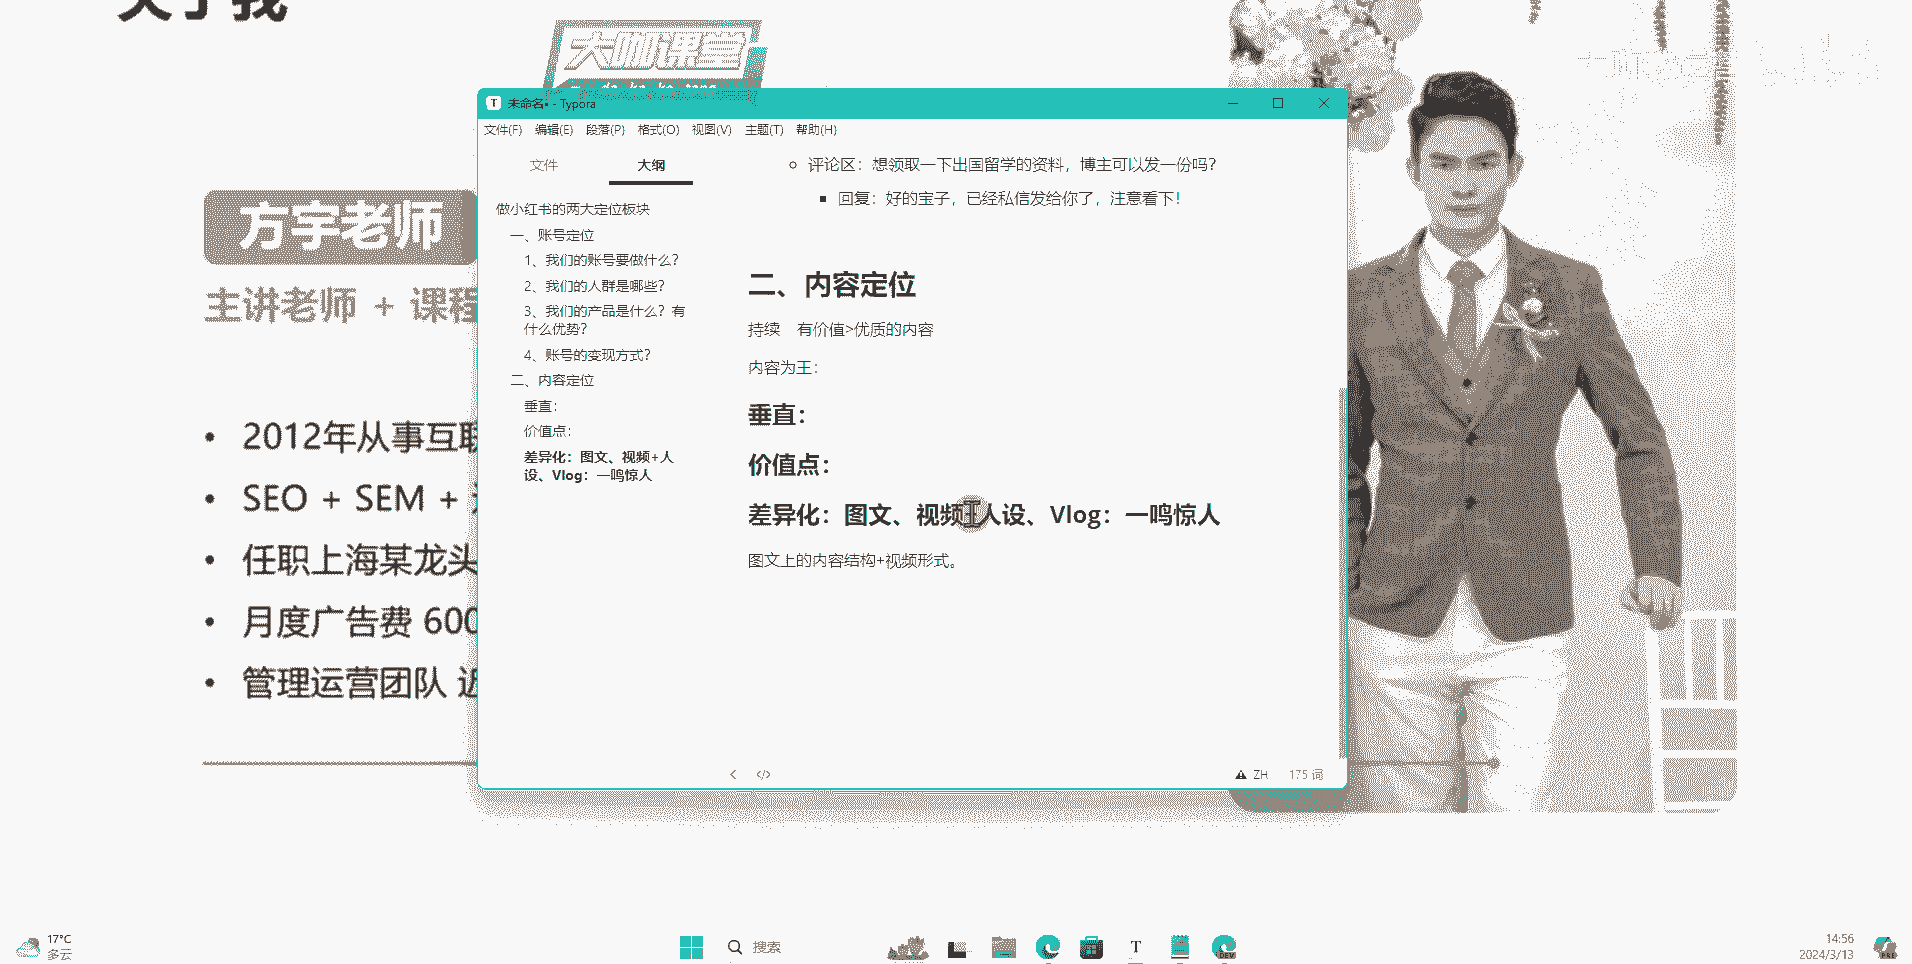 关于我
大咖课堂
方宇老师
主讲老师 + 课程
• 2012年从事互联
• SEO + SEM +
• 任职上海某龙头
• 月度广告费 600
• 管理运营团队 近
T 未命名• - Typora
文件(F) 编辑(E) 段落(P) 格式(O) 视图(V) 主题(T) 帮助(H)
文件 大纲
做小红书的两大定位板块
一、账号定位
1、我们的账号要做什么？
2、我们的人群是哪些？
3、我们的产品是什么？有
什么优势？
4、账号的变现方式？
二、内容定位
垂直：
价值点：
差异化：图文、视频+人
设、Vlog：一鸣惊人
评论区：想领取一下出国留学的资料，博主可以发一份吗？
回复：好的宝子，已经私信发给你了，注意看下！
二、内容定位
持续 有价值>优质的内容
内容为王：
垂直：
价值点：
差异化：图文、视频+人设、Vlog：一鸣惊人
图文上的内容结构+视频形式。
ZH 175 词
17°C
多云
搜索
T
DEV
14:56
2024/3/13
PRE